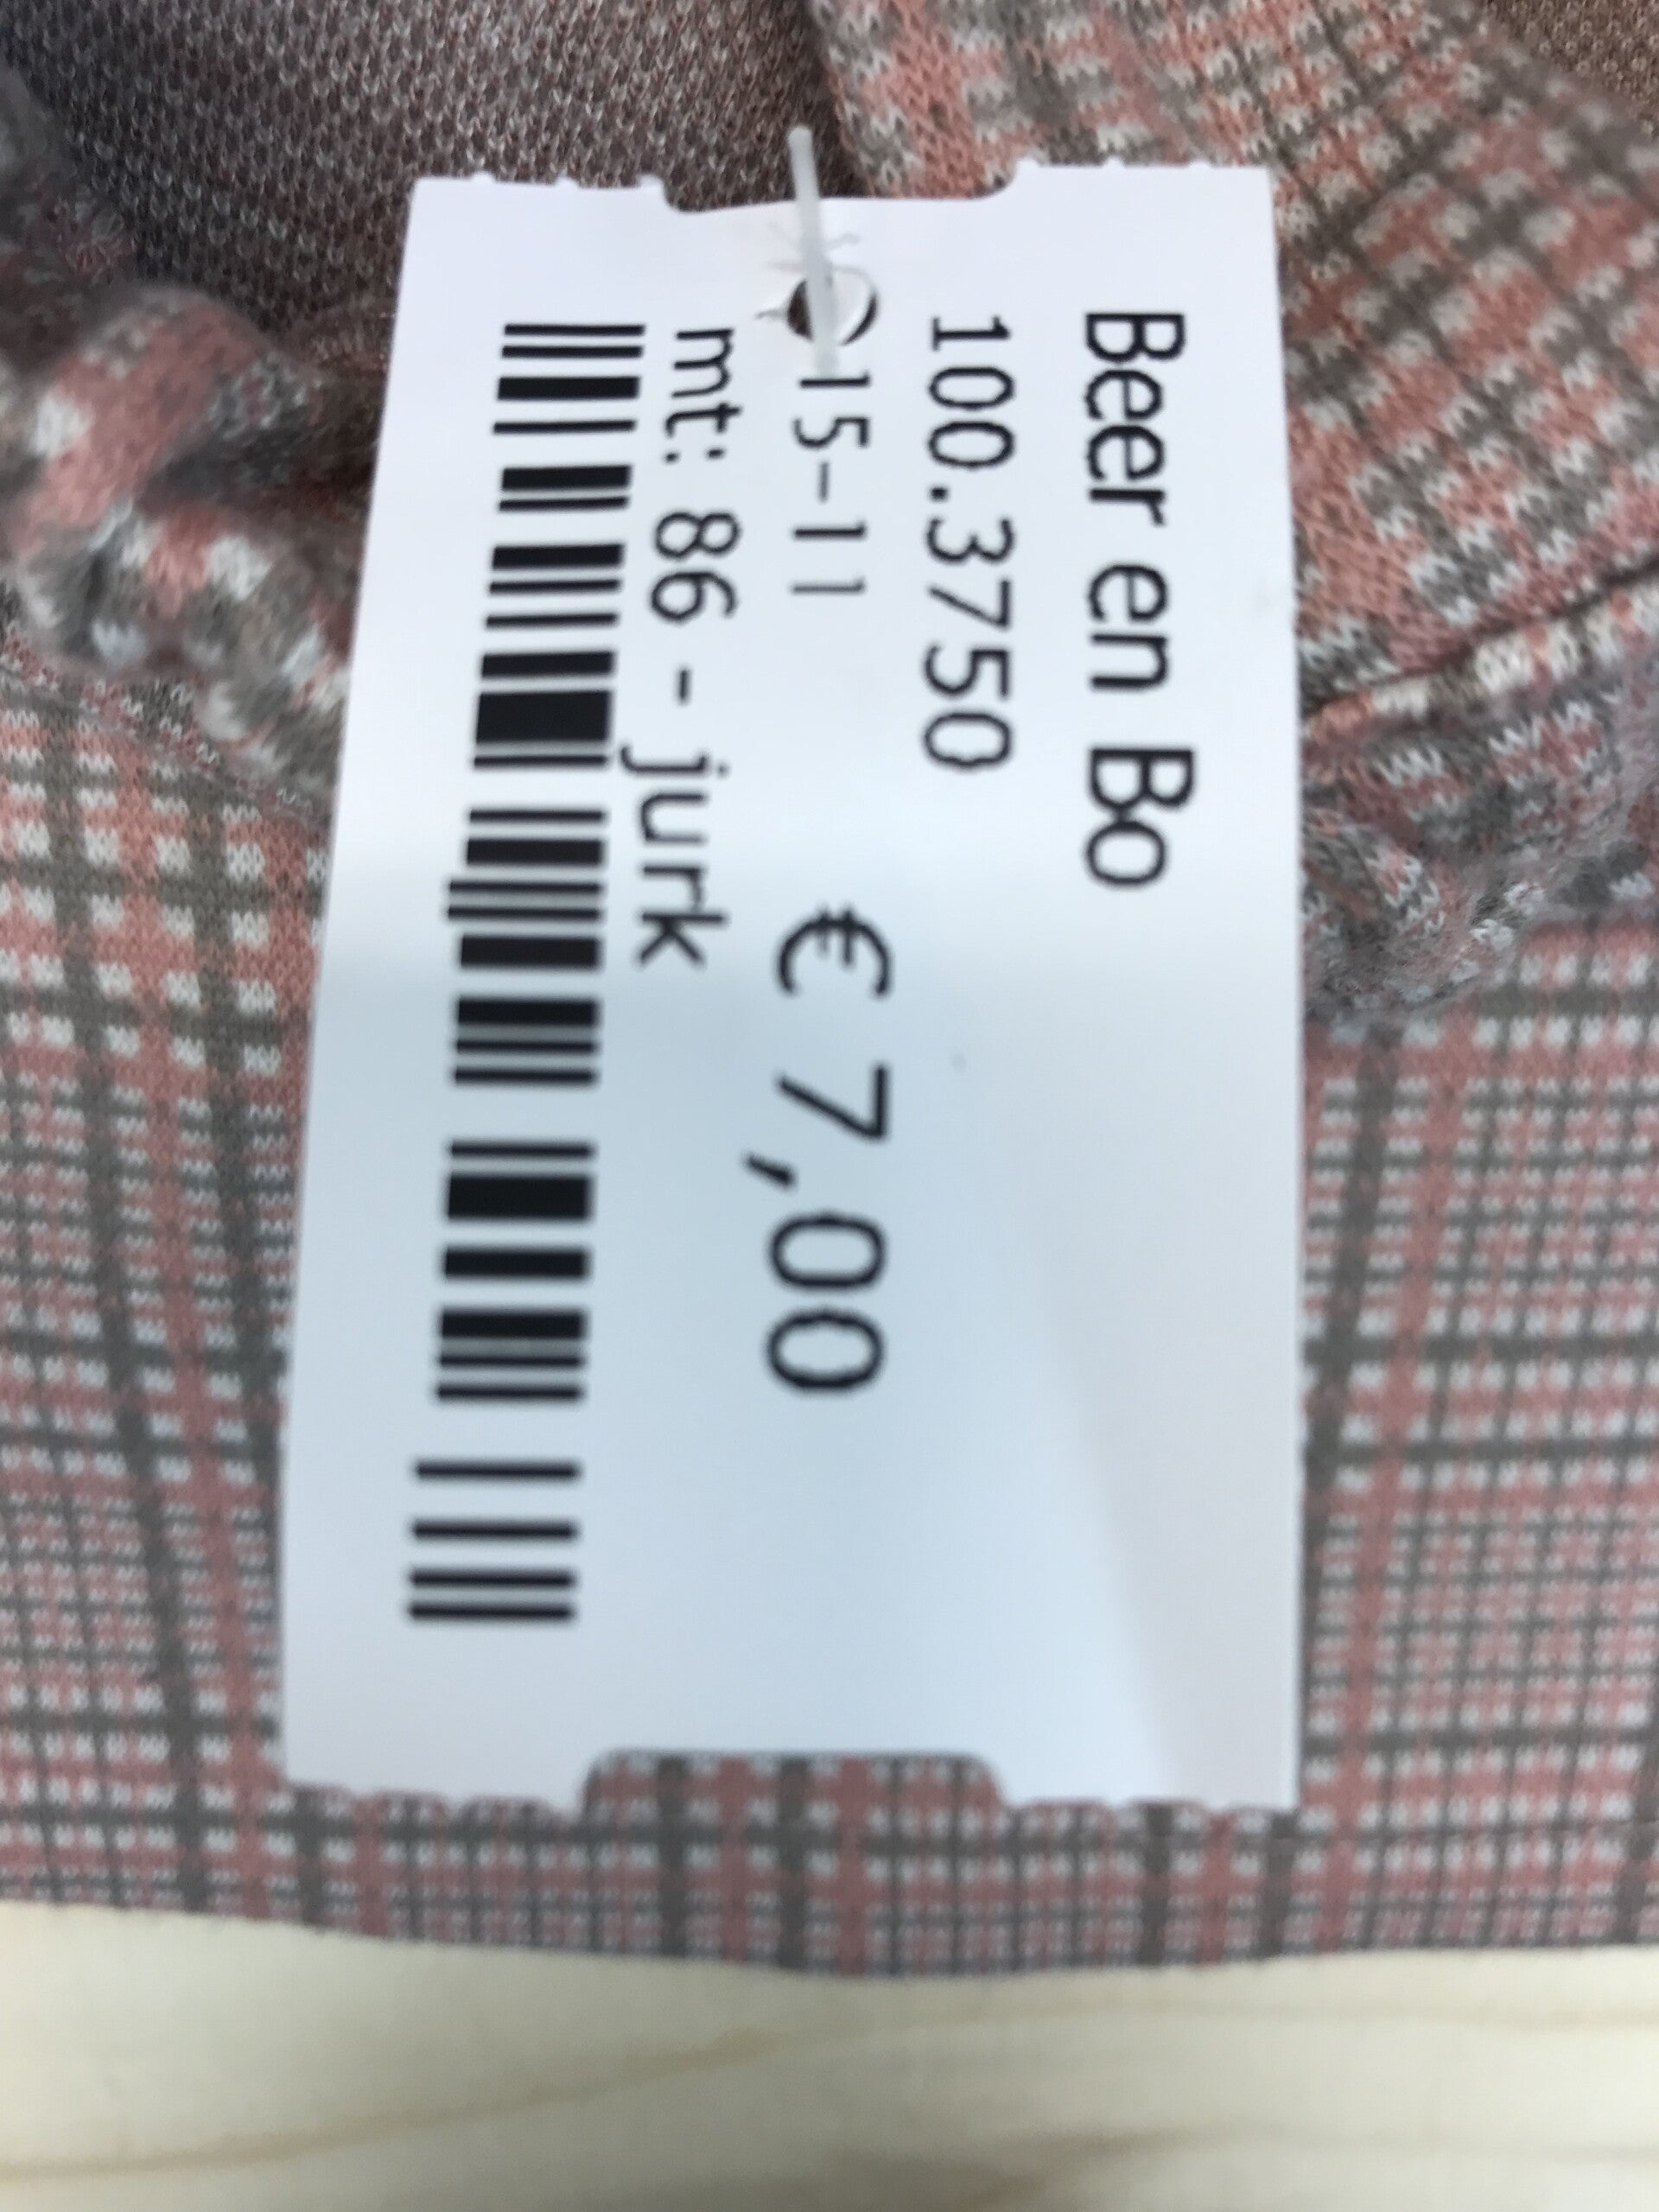 Beer en Bo
100.3750
15-11 € 7,00
mt: 86 - jurk